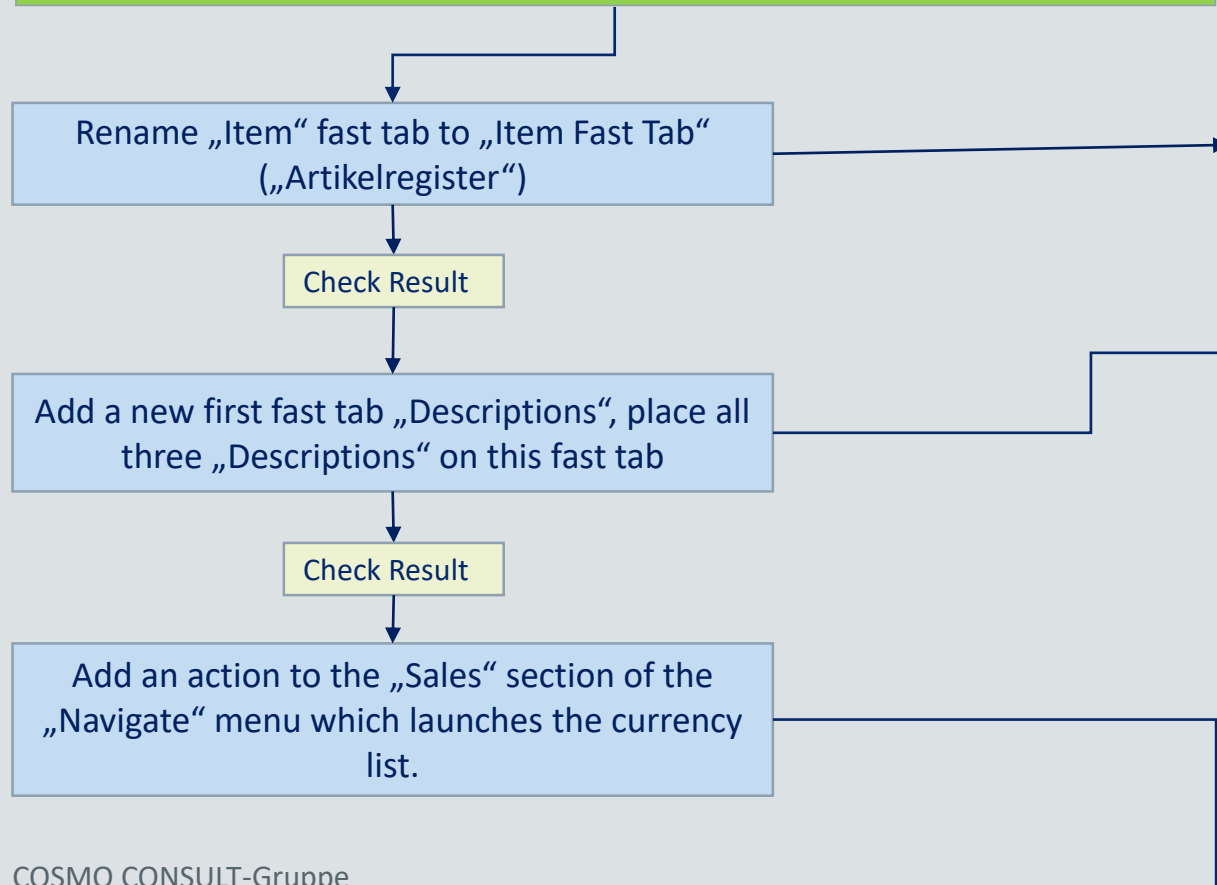 Rename „Item“ fast tab to „Item Fast Tab“
(„Artikelregister“)
Check Result
Add a new first fast tab „Descriptions“, place all
three „Descriptions“ on this fast tab
Check Result
Add an action to the „Sales“ section of the
„Navigate“ menu which launches the currency
list.
COSMO CONSULT-Gruppe